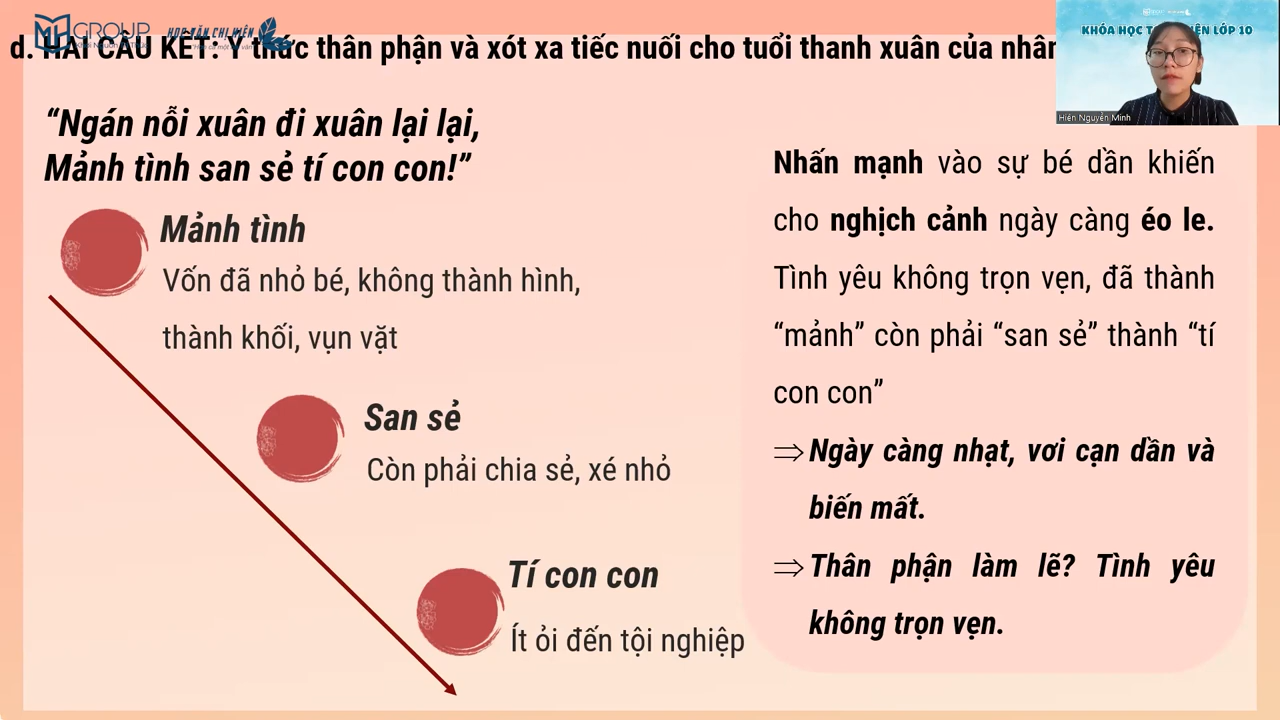 MH GROUP
HỌC VĂN CHỊ HIÊN
d. HAI CÂU KẾT: Ý thức thân phận và xót xa tiếc nuối cho tuổi thanh xuân của nhân
KHÓA HỌC LỚP 10
Hiền Nguyễn Minh
“Ngán nỗi xuân đi xuân lại lại,
Mảnh tình san sẻ tí con con!”
Mảnh tình
Vốn đã nhỏ bé, không thành hình,
thành khối, vụn vặt
San sẻ
Còn phải chia sẻ, xé nhỏ
Tí con con
Ít ỏi đến tội nghiệp
Nhấn mạnh vào sự bé dần khiến
cho nghịch cảnh ngày càng éo le.
Tình yêu không trọn vẹn, đã thành
“mảnh” còn phải “san sẻ” thành “tí
con con”
⇒ Ngày càng nhạt, vơi cạn dần và
biến mất.
⇒ Thân phận làm lẽ? Tình yêu
không trọn vẹn.